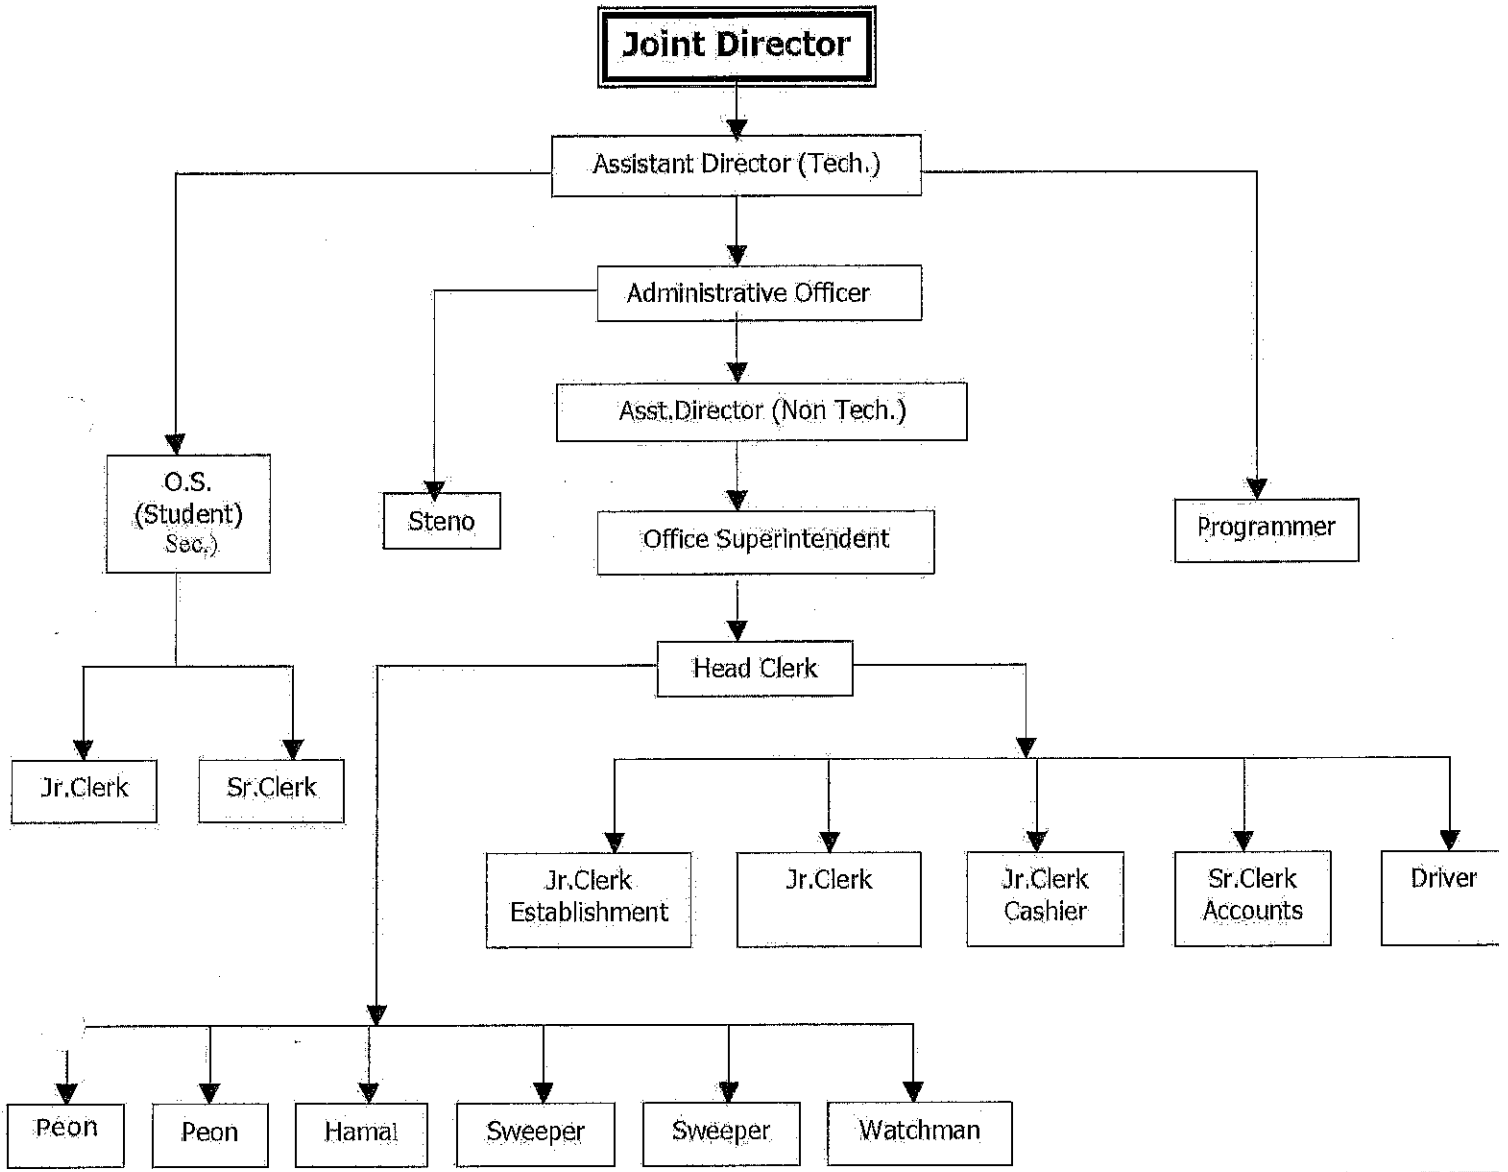 Joint Director
Assistant Director (Tech.)
Administrative Officer
Asst.Director (Non Tech.)
O.S.
(Student)
Sec.)
Steno
Office Superintendent
Programmer
Head Clerk
Jr.Clerk
Sr.Clerk
Jr.Clerk
Establishment
Jr.Clerk
Jr.Clerk
Cashier
Sr.Clerk
Accounts
Driver
Peon
Peon
Hamal
Sweeper
Sweeper
Watchman